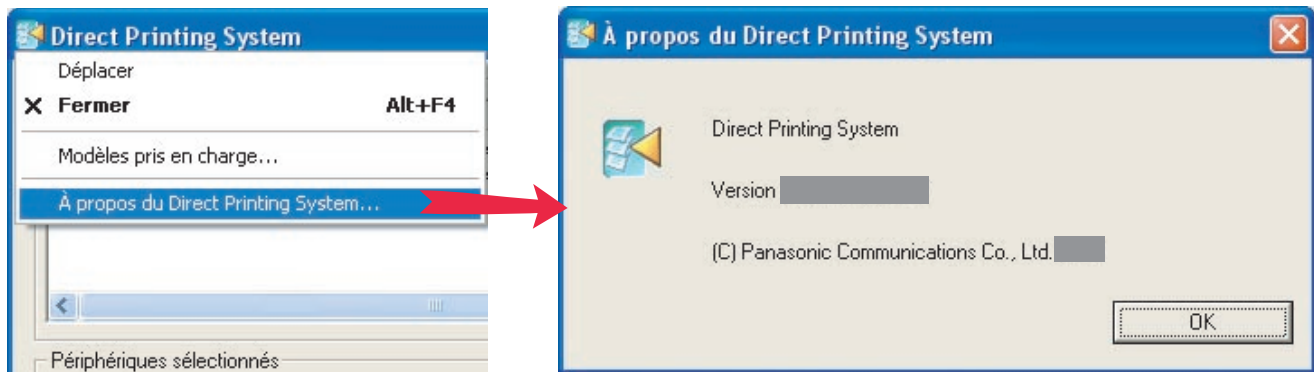 Direct Printing System
Déplacer
Fermer Alt+F4
Modèles pris en charge...
À propos du Direct Printing System...
Périphériques sélectionnés
À propos du Direct Printing System
Direct Printing System
Version
(C) Panasonic Communications Co., Ltd.
OK